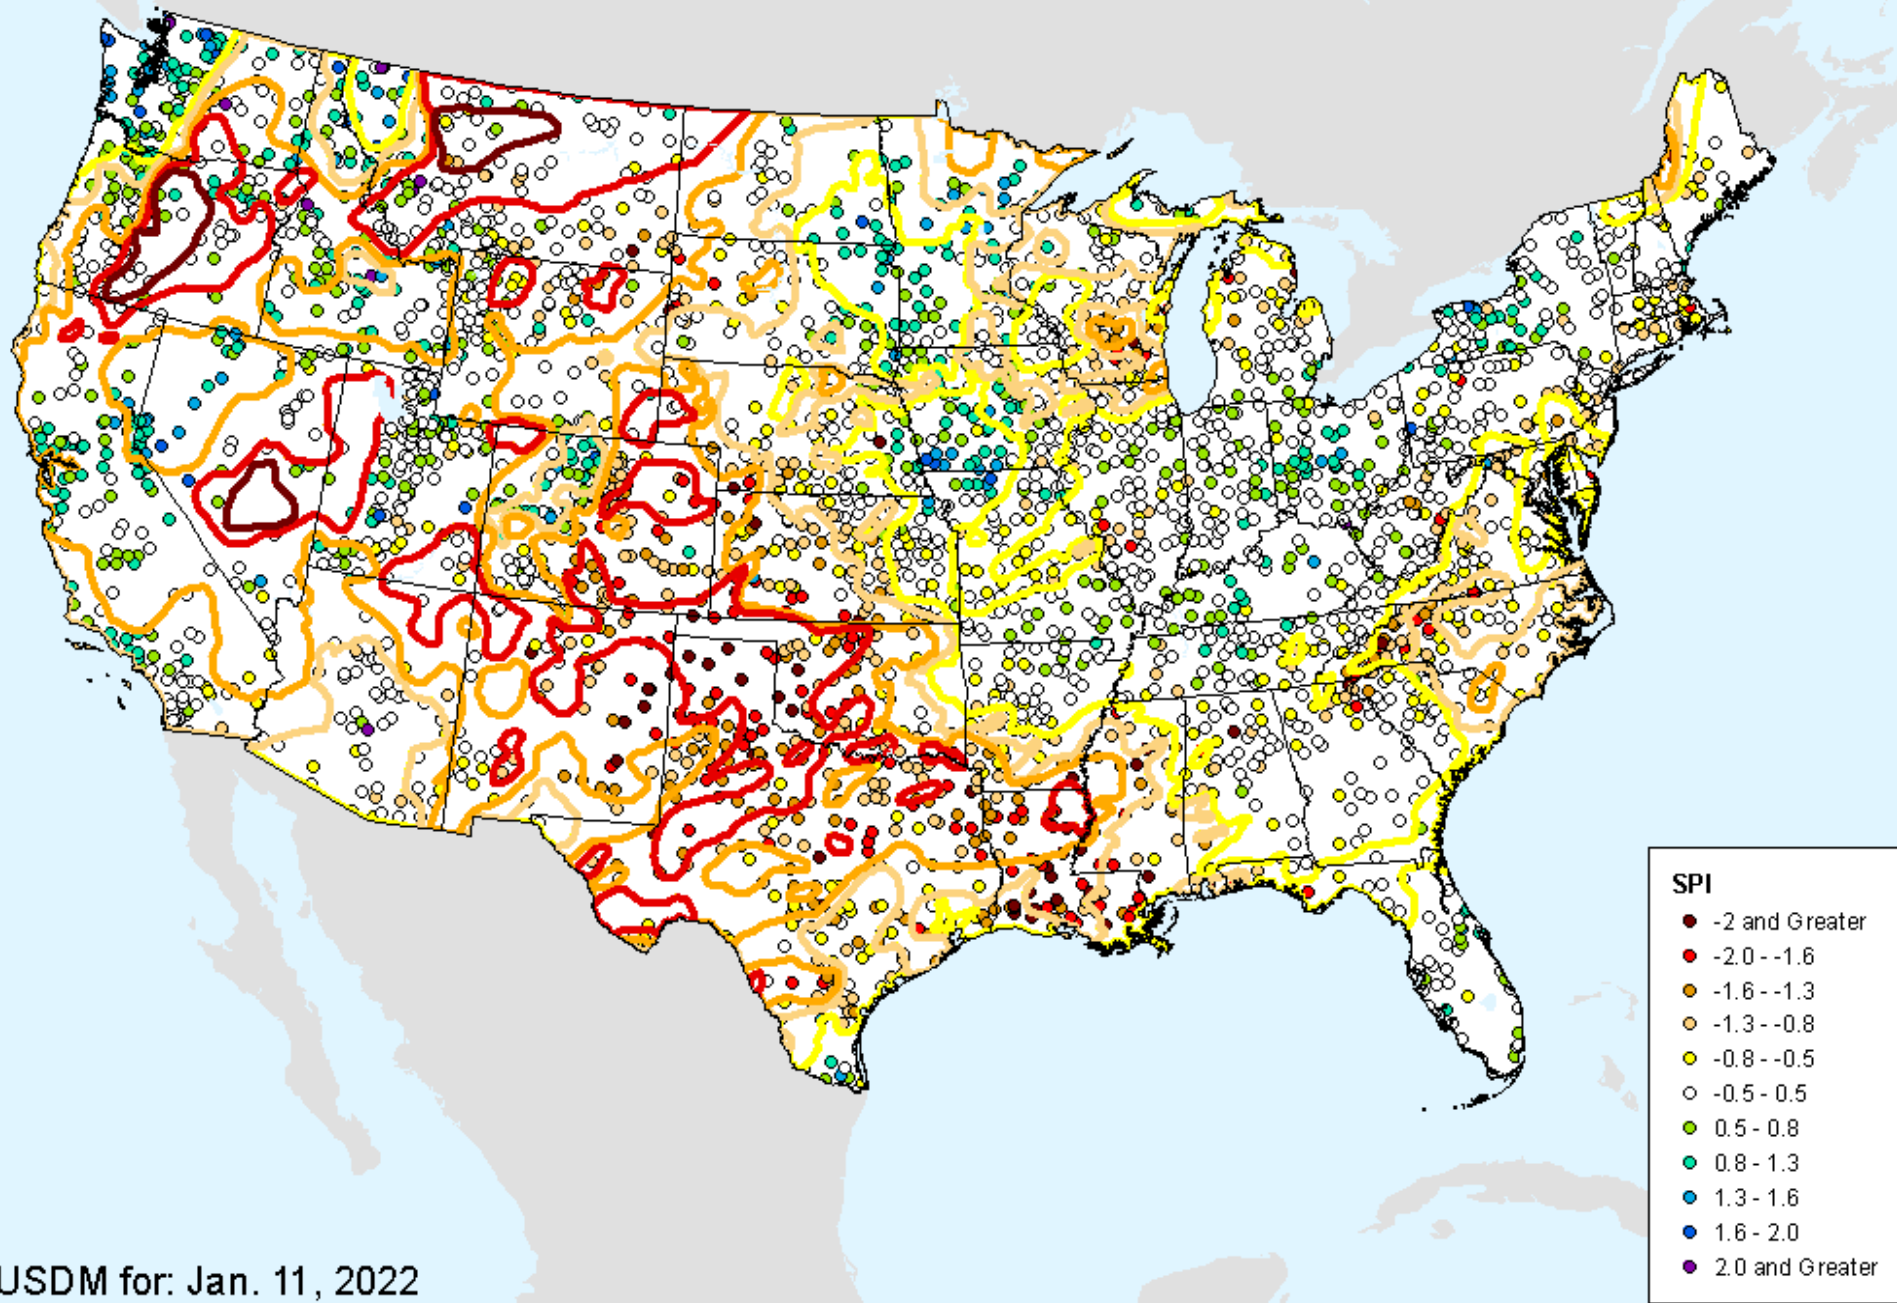 SPI
-2 and Greater
-2.0 - -1.6
-1.6 - -1.3
-1.3 - -0.8
-0.8 - -0.5
-0.5 - 0.5
0.5 - 0.8
0.8 - 1.3
1.3 - 1.6
1.6 - 2.0
2.0 and Greater
USDM for: Jan. 11, 2022